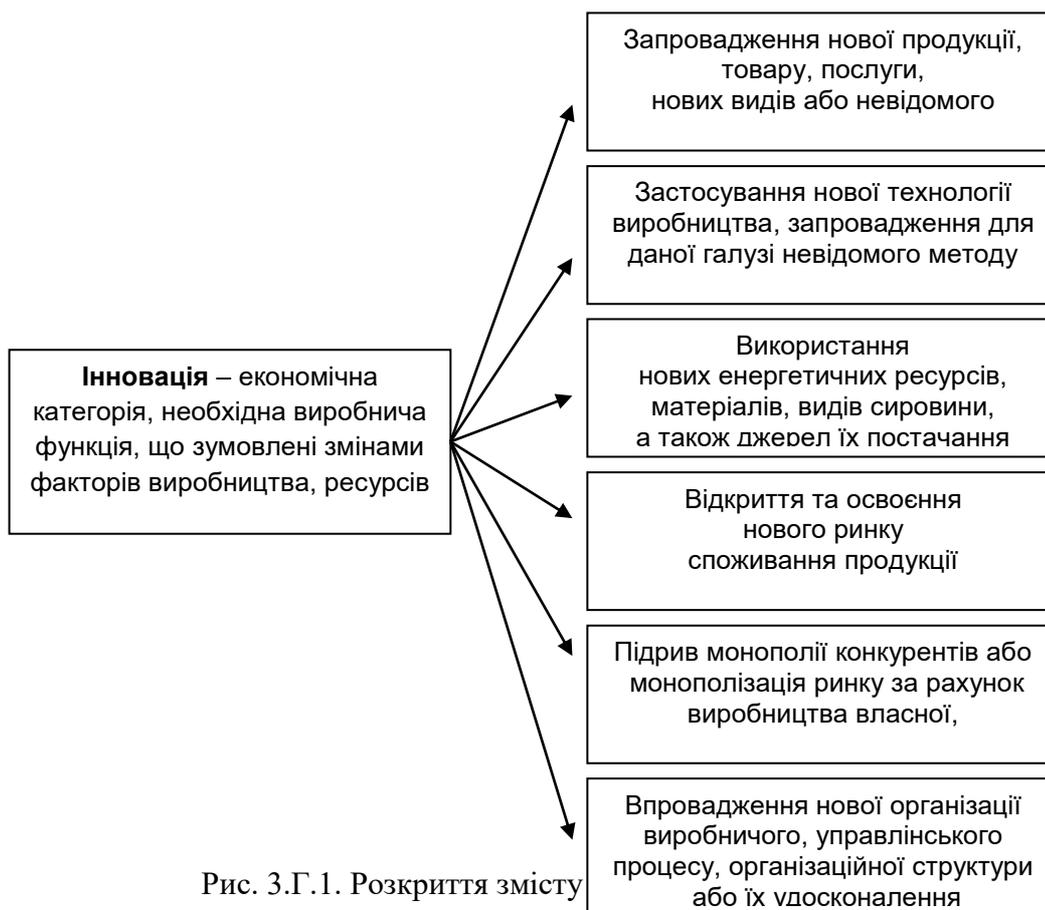 Інновація – економічна
категорія, необхідна виробнича
функція, що зумовлені змінами
факторів виробництва, ресурсів
Запровадження нової продукції,
товару, послуги,
нових видів або невідомого
Застосування нової технології
виробництва, запровадження для
даної галузі невідомого методу
Використання
нових енергетичних ресурсів,
матеріалів, видів сировини,
а також джерел їх постачання
Відкриття та освоєння
нового ринку
споживання продукції
Підрив монополії конкурентів або
монополізація ринку за рахунок
виробництва власної,
Впровадження нової організації
виробничого, управлінського
процесу, організаційної структури
або їх удосконалення
Рис. 3.Г.1. Розкриття змісту